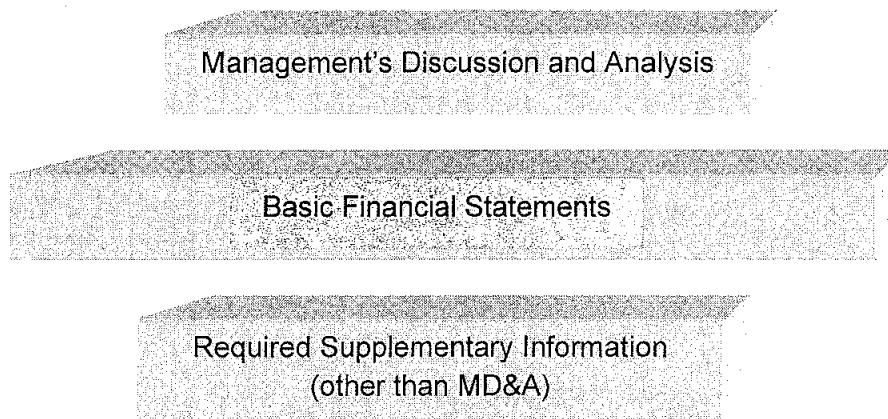 Management's Discussion and Analysis
Basic Financial Statements
Required Supplementary Information
(other than MD&A)